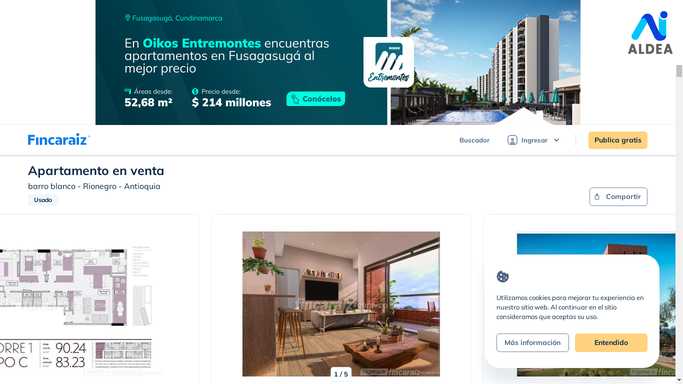 Fusagasugá, Cundinamarca
En Oikos Entremontes encuentras
apartamentos en Fusagasugá al
mejor precio
Áreas desde:
52,68 m²
Precio desde:
$ 214 millones
Conócelos
Entremontes
ALDEA
Fincaraiz
Buscador
Ingresar
Publica gratis
Apartamento en venta
barro blanco - Rionegro - Antioquia
Usado
Compartir
90.24
83.23
1 / 5
fincaraiz
Utilizamos cookies para mejorar tu experiencia en
nuestro sitio web. Al continuar en el sitio
consideramos que aceptas su uso.
Más información
Entendido